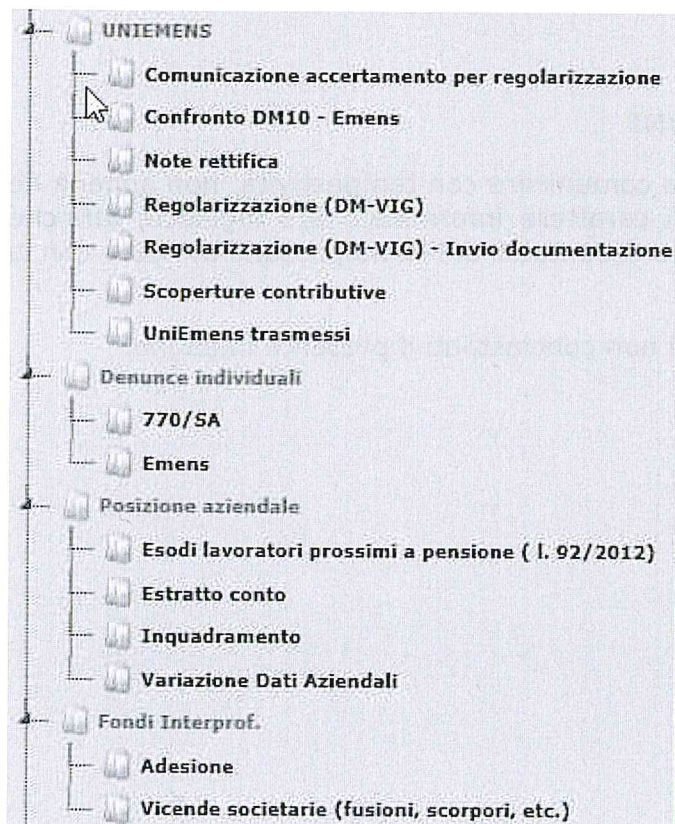 UNIEMENS
Comunicazione accertamento per regolarizzazione
Confronto DM10 - Emens
Note rettifica
Regolarizzazione (DM-VIG)
Regolarizzazione (DM-VIG) - Invio documentazione
Scoperture contributive
UniEmens trasmessi
Denunce individuali
770/SA
Emens
Posizione aziendale
Esodi lavoratori prossimi a pensione ( l. 92/2012)
Estratto conto
Inquadramento
Variazione Dati Aziendali
Fondi Interprof.
Adesione
Vicende societarie (fusioni, scorpori, etc.)